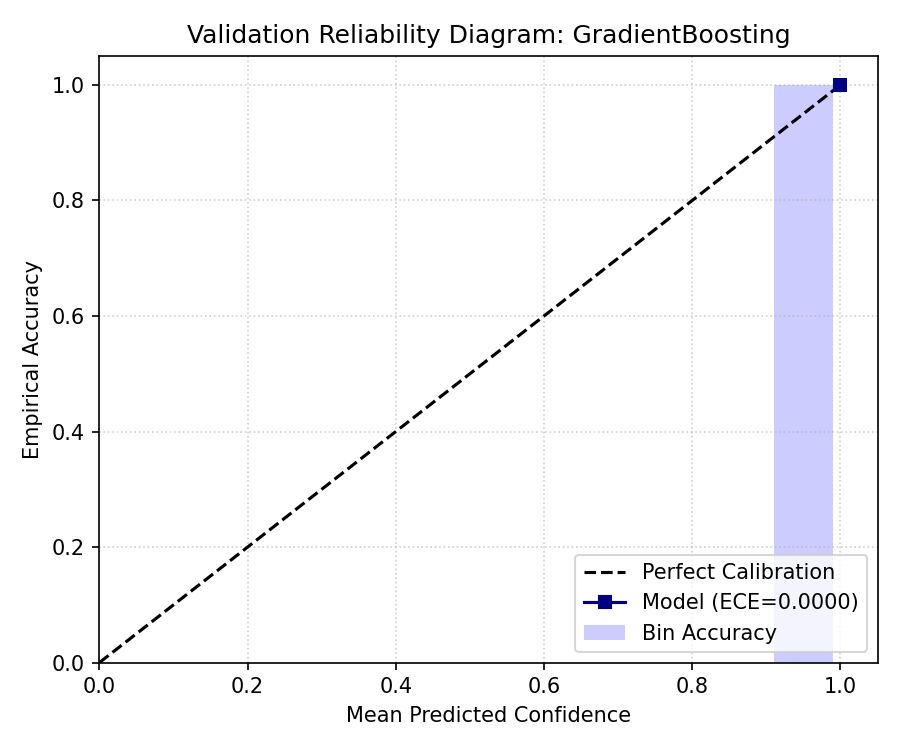 Validation Reliability Diagram: GradientBoosting
Empirical Accuracy
1.0
0.8
0.6
0.4
0.2
0.0
0.0 0.2 0.4 0.6 0.8 1.0
Mean Predicted Confidence
Perfect Calibration
Model (ECE=0.0000)
Bin Accuracy